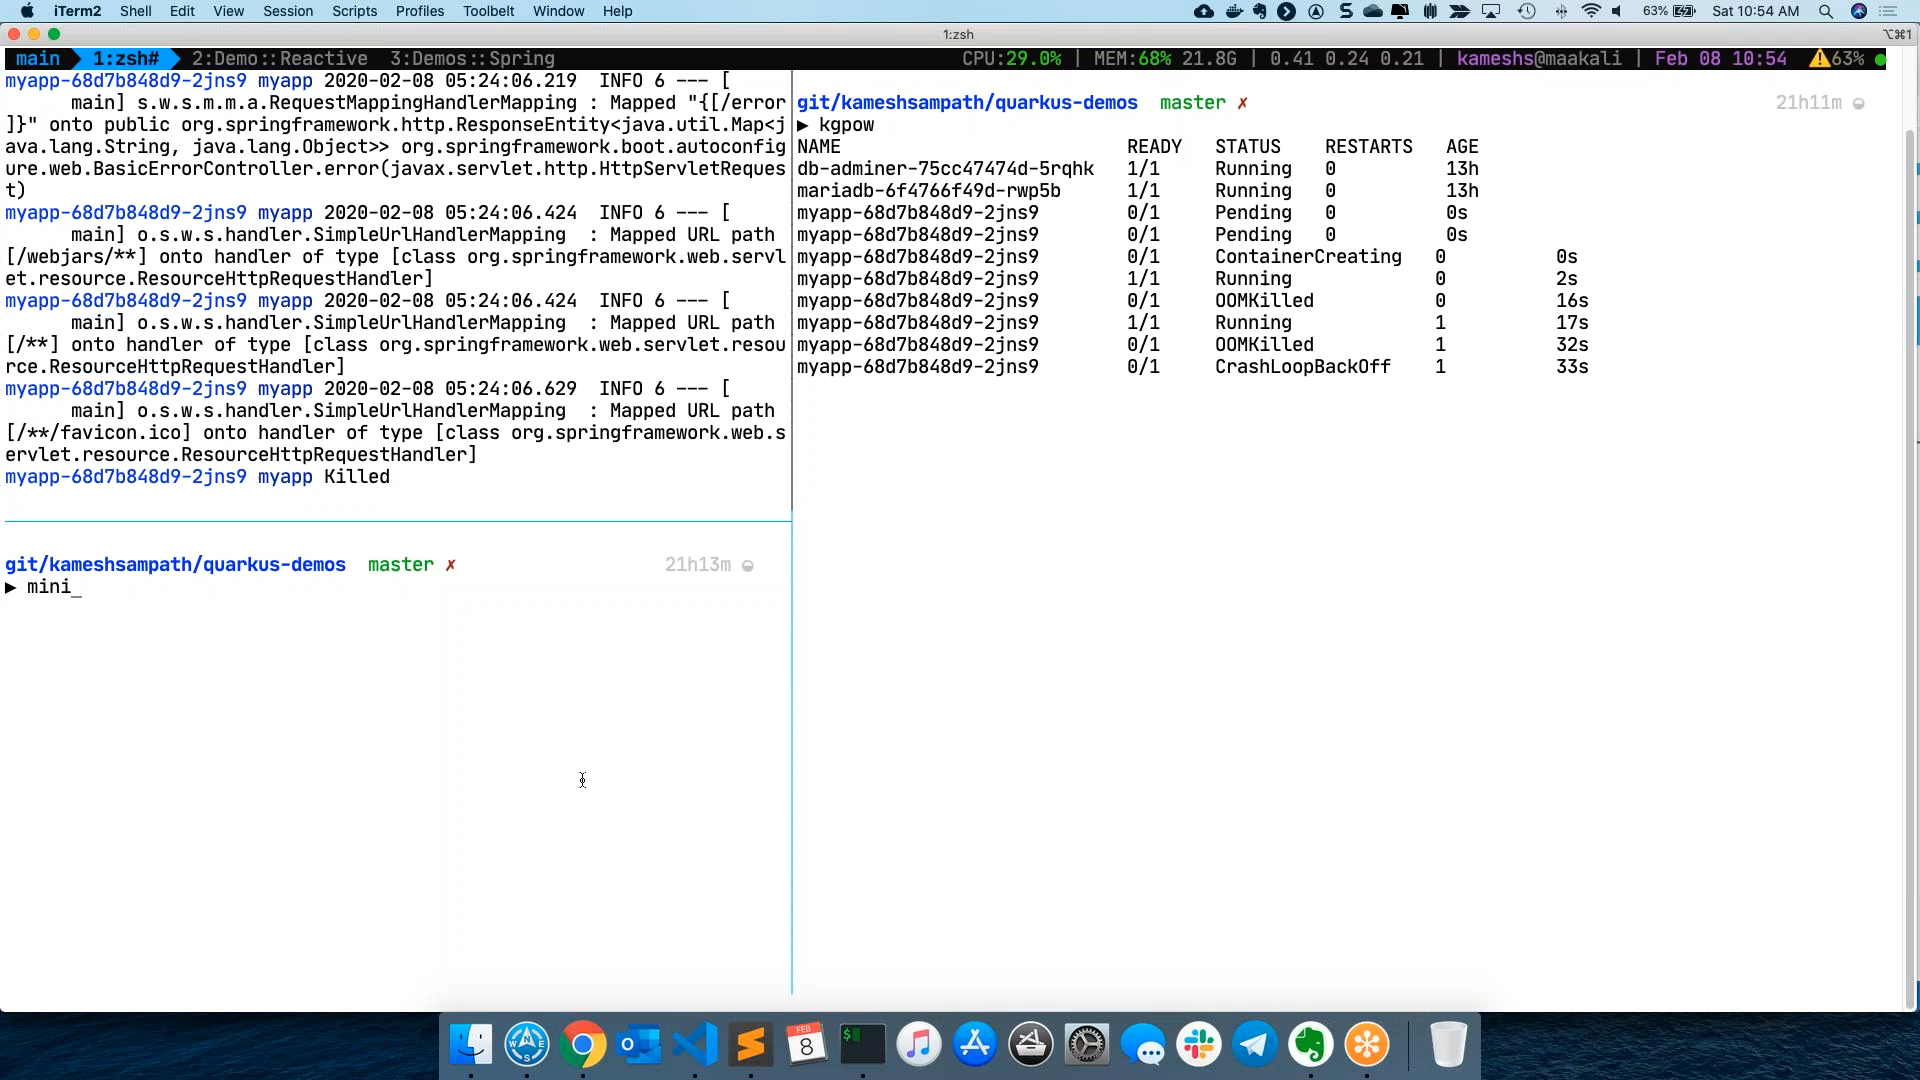 iTerm2 Shell Edit View Session Scripts Profiles Toolbelt Window Help 63% Sat 10:54 AM
1:zsh ⌥⌘1
main 1:zsh# 2:Demo::Reactive 3:Demos::Spring CPU:29.0% | MEM:68% 21.8G | 0.41 0.24 0.21 | kameshs@maakali | Feb 08 10:54 ⚠63% ●
myapp-68d7b848d9-2jns9 myapp 2020-02-08 05:24:06.219  INFO 6 --- [
      main] s.w.s.m.m.a.RequestMappingHandlerMapping : Mapped "{[/error
]}" onto public org.springframework.http.ResponseEntity<java.util.Map<j
ava.lang.String, java.lang.Object>> org.springframework.boot.autoconfig
ure.web.BasicErrorController.error(javax.servlet.http.HttpServletReques
t)
myapp-68d7b848d9-2jns9 myapp 2020-02-08 05:24:06.424  INFO 6 --- [
      main] o.s.w.s.handler.SimpleUrlHandlerMapping  : Mapped URL path
[/webjars/**] onto handler of type [class org.springframework.web.servl
et.resource.ResourceHttpRequestHandler]
myapp-68d7b848d9-2jns9 myapp 2020-02-08 05:24:06.424  INFO 6 --- [
      main] o.s.w.s.handler.SimpleUrlHandlerMapping  : Mapped URL path
[/**] onto handler of type [class org.springframework.web.servlet.resou
rce.ResourceHttpRequestHandler]
myapp-68d7b848d9-2jns9 myapp 2020-02-08 05:24:06.629  INFO 6 --- [
      main] o.s.w.s.handler.SimpleUrlHandlerMapping  : Mapped URL path
[/**/favicon.ico] onto handler of type [class org.springframework.web.s
ervlet.resource.ResourceHttpRequestHandler]
myapp-68d7b848d9-2jns9 myapp Killed
git/kameshsampath/quarkus-demos  master ✗ 21h13m
▶ mini_
git/kameshsampath/quarkus-demos  master ✗ 21h11m
▶ kgpow
NAME READY STATUS RESTARTS AGE
db-adminer-75cc47474d-5rqhk 1/1 Running 0 13h
mariadb-6f4766f49d-rwp5b 1/1 Running 0 13h
myapp-68d7b848d9-2jns9 0/1 Pending 0 0s
myapp-68d7b848d9-2jns9 0/1 Pending 0 0s
myapp-68d7b848d9-2jns9 0/1 ContainerCreating 0 0s
myapp-68d7b848d9-2jns9 1/1 Running 0 2s
myapp-68d7b848d9-2jns9 0/1 OOMKilled 0 16s
myapp-68d7b848d9-2jns9 1/1 Running 1 17s
myapp-68d7b848d9-2jns9 0/1 OOMKilled 1 32s
myapp-68d7b848d9-2jns9 0/1 CrashLoopBackOff 1 33s
FEB
8